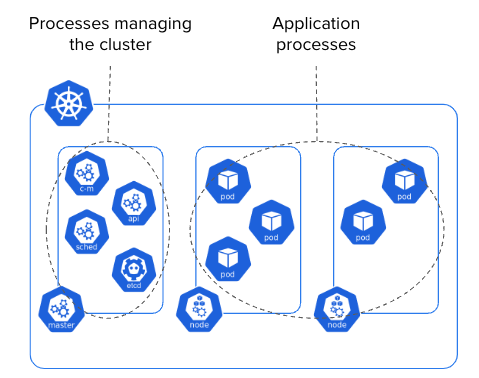 Processes managing
the cluster
Application
processes
c-m
api
sched
etcd
master
pod
pod
pod
node
pod
pod
node